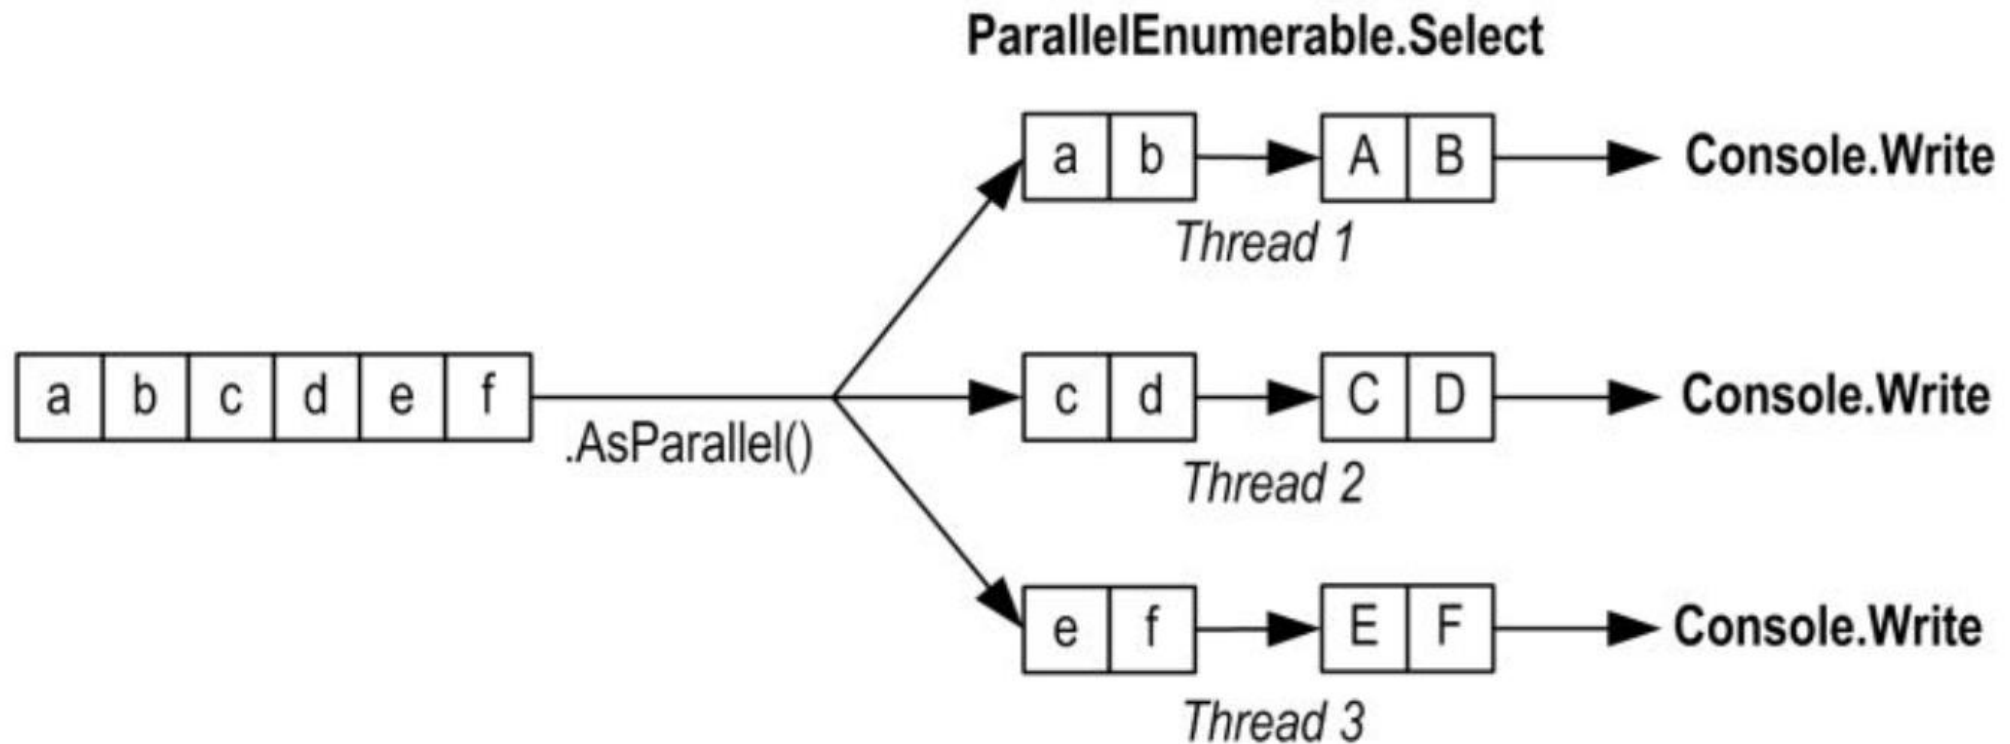 ParallelEnumerable.Select
a b A B Console.Write
Thread 1
a b c d e f c d C D Console.Write
.AsParallel()
Thread 2
e f E F Console.Write
Thread 3